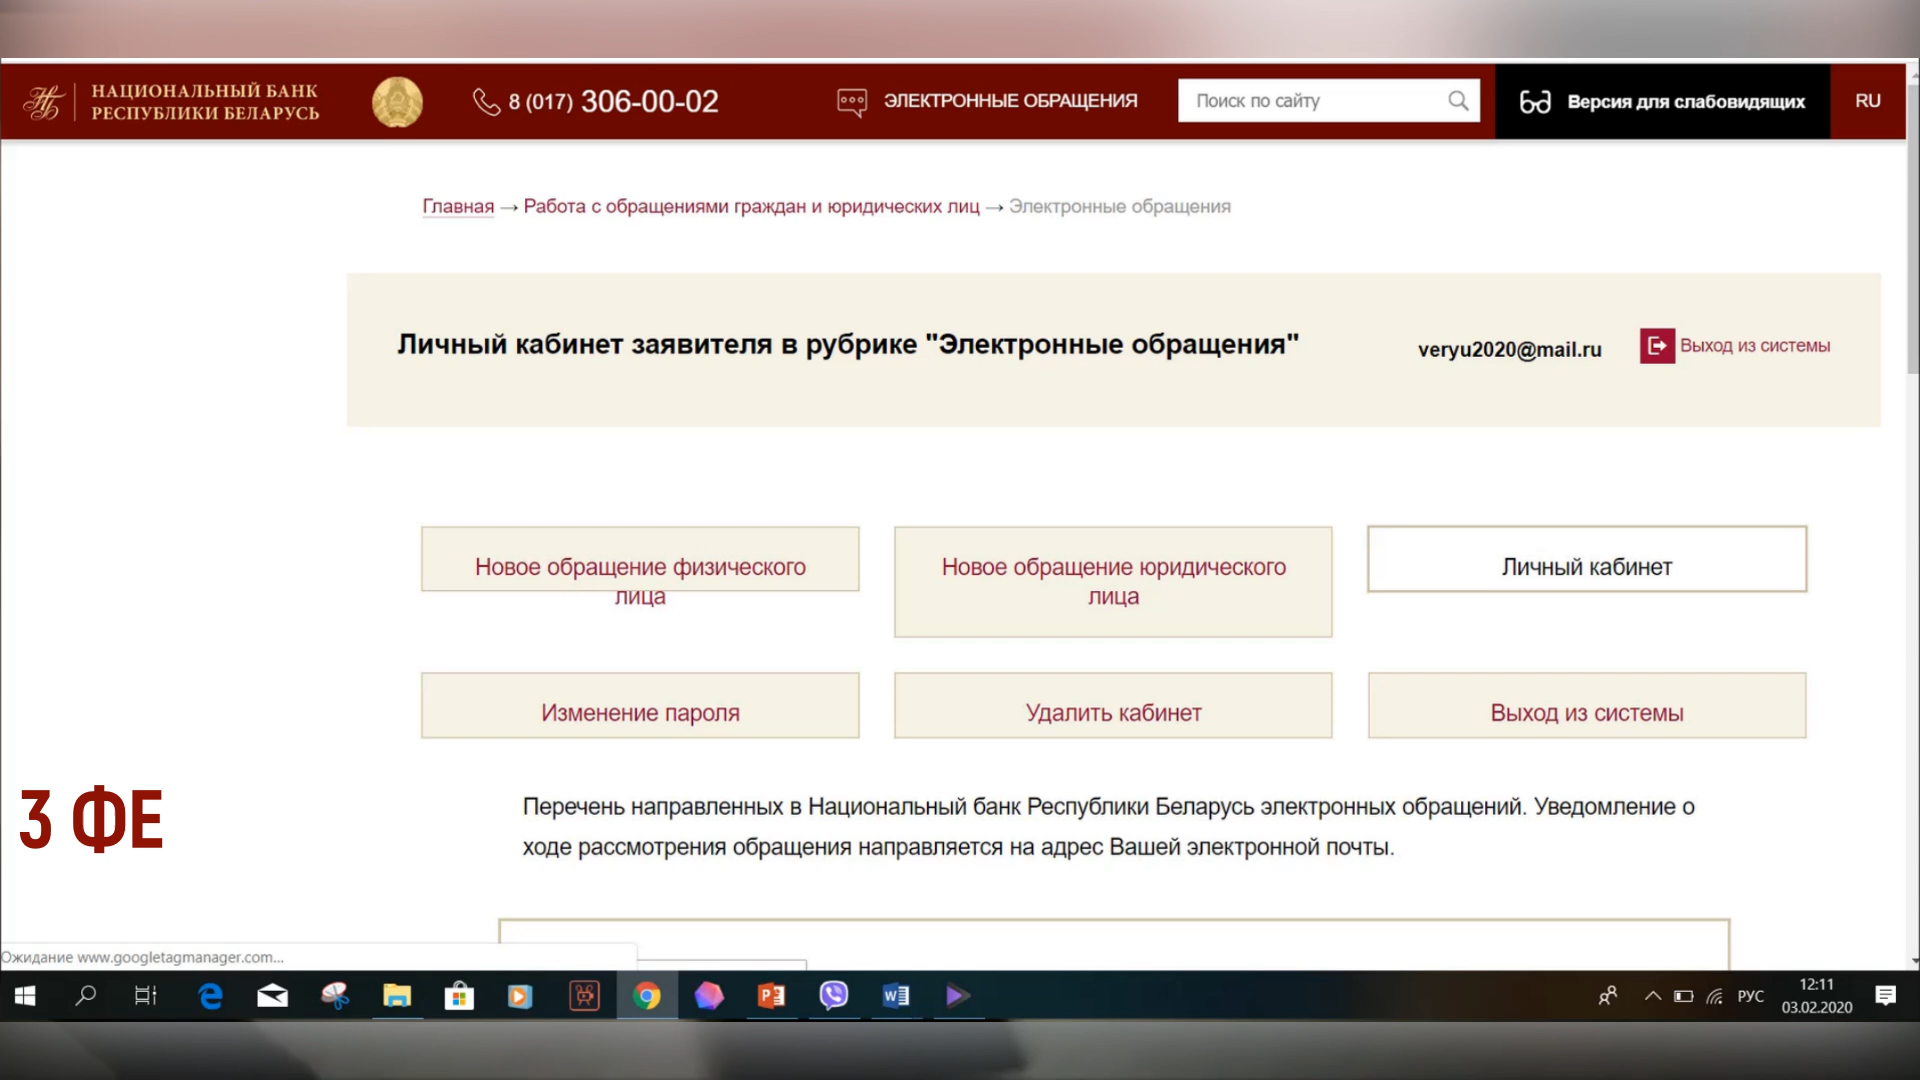 НАЦИОНАЛЬНЫЙ БАНК
РЕСПУБЛИКИ БЕЛАРУСЬ
8 (017) 306-00-02
ЭЛЕКТРОННЫЕ ОБРАЩЕНИЯ
Поиск по сайту
Версия для слабовидящих
RU
Главная → Работа с обращениями граждан и юридических лиц → Электронные обращения
Личный кабинет заявителя в рубрике "Электронные обращения"
veryu2020@mail.ru
Выход из системы
Новое обращение физического
лица
Новое обращение юридического
лица
Личный кабинет
Изменение пароля
Удалить кабинет
Выход из системы
3 ФЕ
Перечень направленных в Национальный банк Республики Беларусь электронных обращений. Уведомление о
ходе рассмотрения обращения направляется на адрес Вашей электронной почты.
Ожидание www.googletagmanager.com...
РУС
12:11
03.02.2020